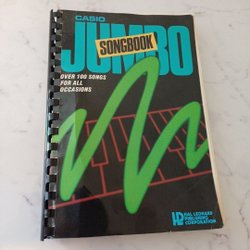 CASIO
JUMBO
SONGBOOK
OVER 100 SONGS
FOR ALL
OCCASIONS
HAL LEONARD
PUBLISHING
CORPORATION